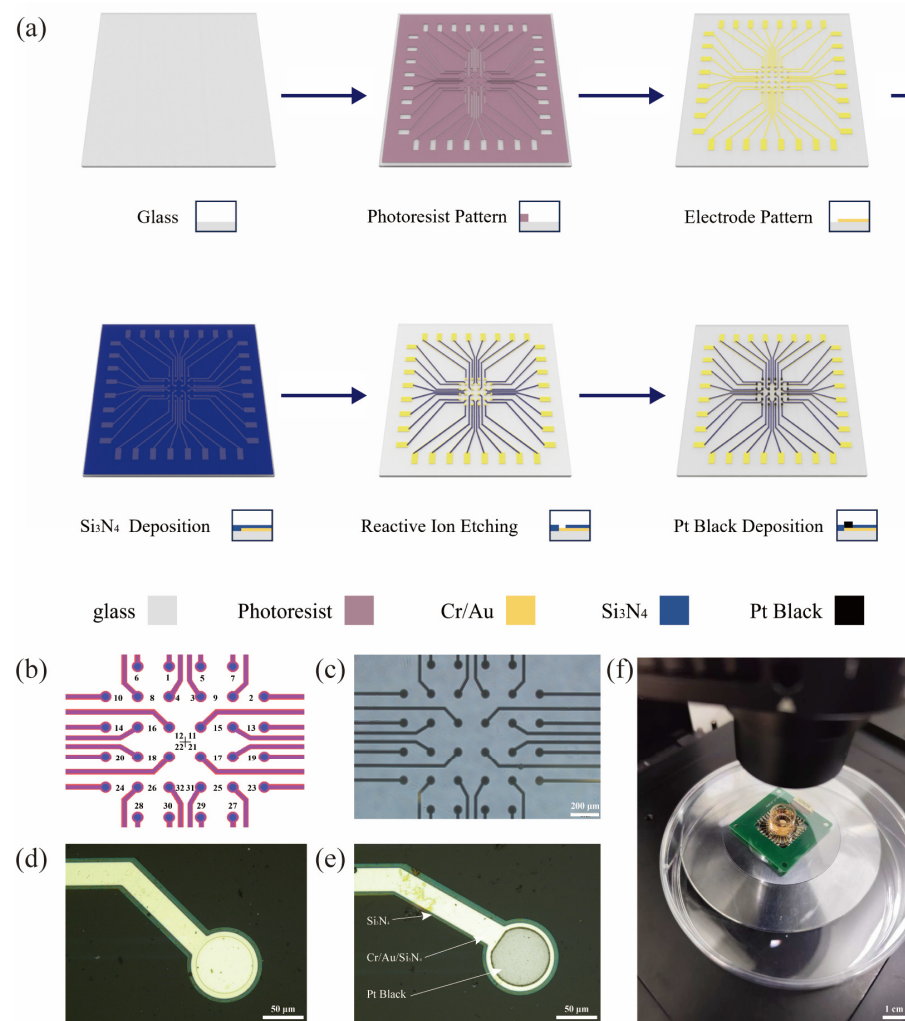 (a)
Glass
Photoresist Pattern
Electrode Pattern
Si₃N₄ Deposition
Reactive Ion Etching
Pt Black Deposition
glass
Photoresist
Cr/Au
Si₃N₄
Pt Black
(b)
6 1 5 7
10 8 4 3 9 2
14 16 12 11 15 13
22 21
20 18 17 19
24 26 32 31 25 23
28 30 29 27
(c)
200 μm
(d)
50 μm
(e)
Si₃N₄
Cr/Au/Si₃N₄
Pt Black
50 μm
(f)
1 cm